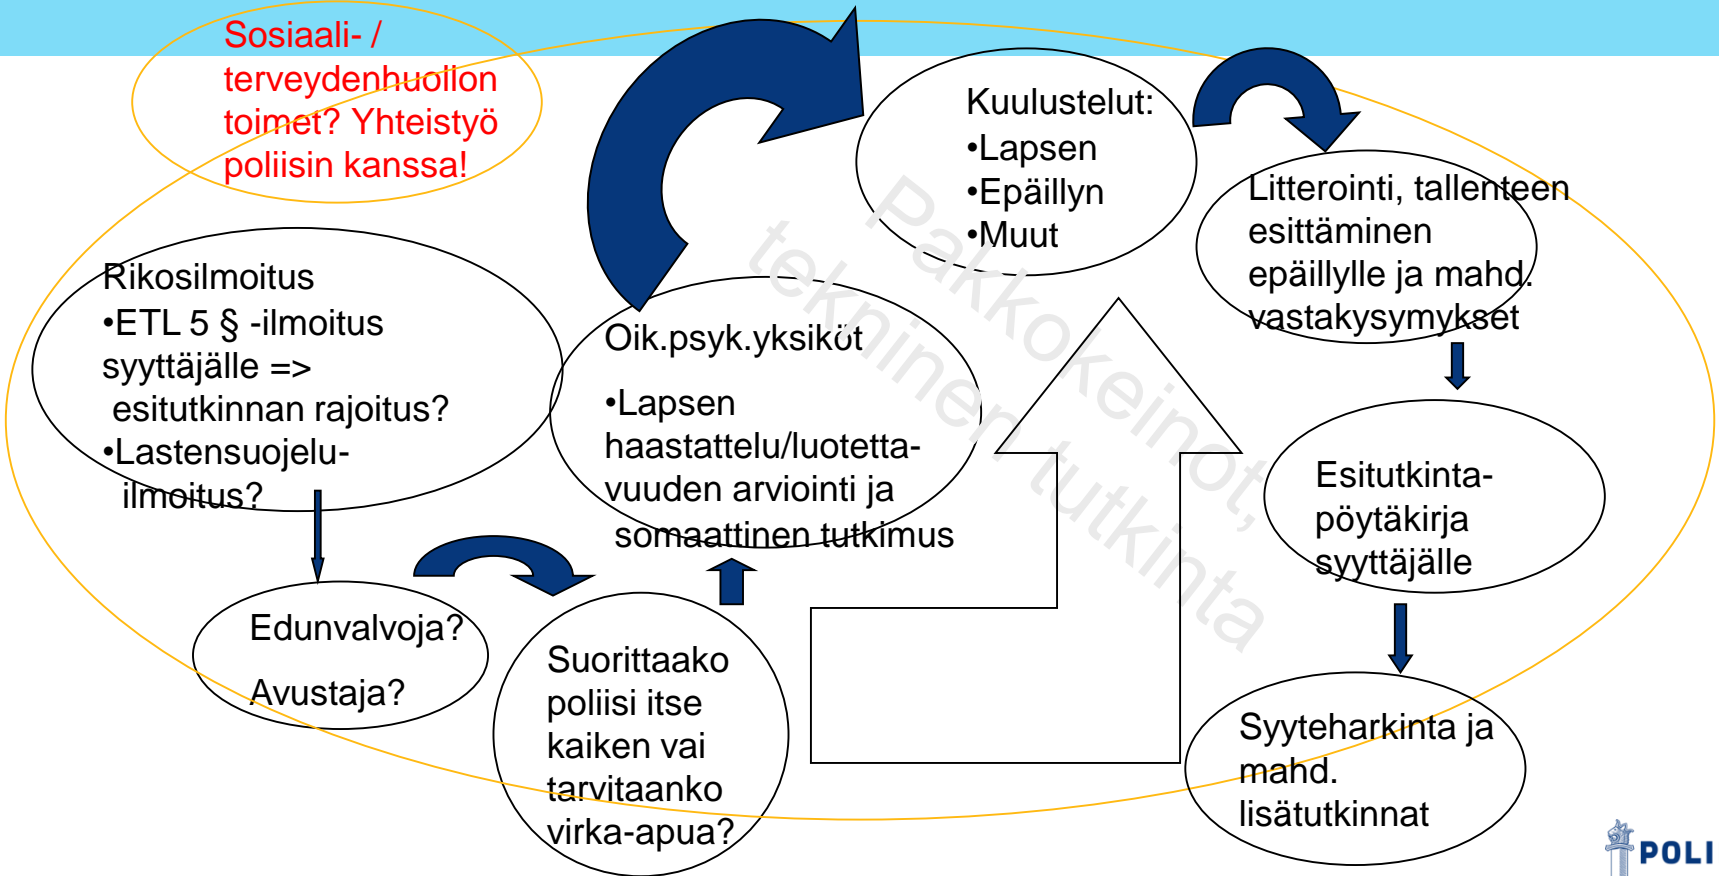 Sosiaali- /
terveydenhuollon
toimet? Yhteistyö
poliisin kanssa!
Rikosilmoitus
•ETL 5 § -ilmoitus
syyttäjälle =>
esitutkinnan rajoitus?
•Lastensuojelu-
ilmoitus?
Edunvalvoja?
Avustaja?
Suorittaako
poliisi itse
kaiken vai
tarvitaanko
virka-apua?
Oik.psyk.yksiköt
•Lapsen
haastattelu/luotetta-
vuuden arviointi ja
somaattinen tutkimus
Pakkokeinot,
tekninen tutkinta
Kuulustelut:
•Lapsen
•Epäillyn
•Muut
Litterointi, tallenteen
esittäminen
epäillylle ja mahd.
vastakysymykset
Esitutkinta-
pöytäkirja
syyttäjälle
Syyteharkinta ja
mahd.
lisätutkinnat
POLI